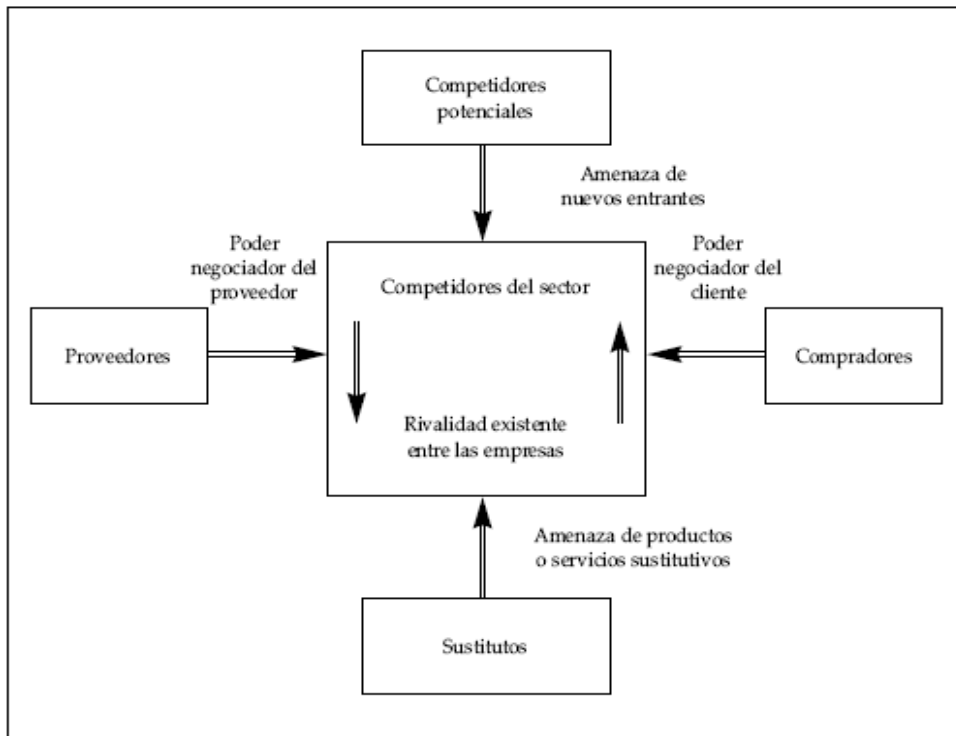 Competidores
potenciales
Amenaza de
nuevos entrantes
Poder
negociador del
proveedor
Poder
negociador del
cliente
Competidores del sector
Proveedores
Compradores
Rivalidad existente
entre las empresas
Amenaza de productos
o servicios sustitutivos
Sustitutos